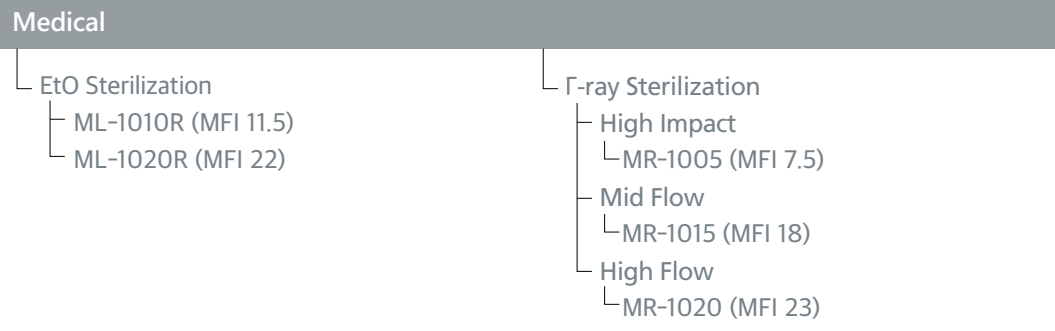 Medical
EtO Sterilization
ML-1010R (MFI 11.5)
ML-1020R (MFI 22)
Γ-ray Sterilization
High Impact
MR-1005 (MFI 7.5)
Mid Flow
MR-1015 (MFI 18)
High Flow
MR-1020 (MFI 23)